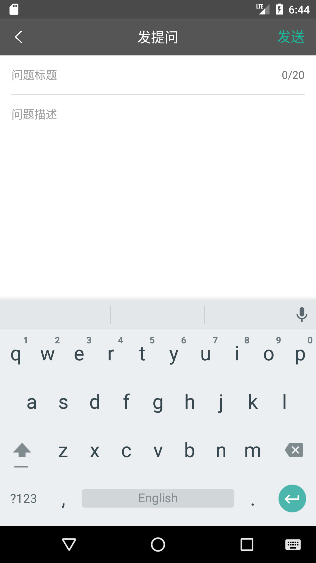 LTE 6:44
发提问 发送
问题标题 0/20
问题描述
1 2 3 4 5 6 7 8 9 0
q w e r t y u i o p
a s d f g h j k l
z x c v b n m
?123 , English .